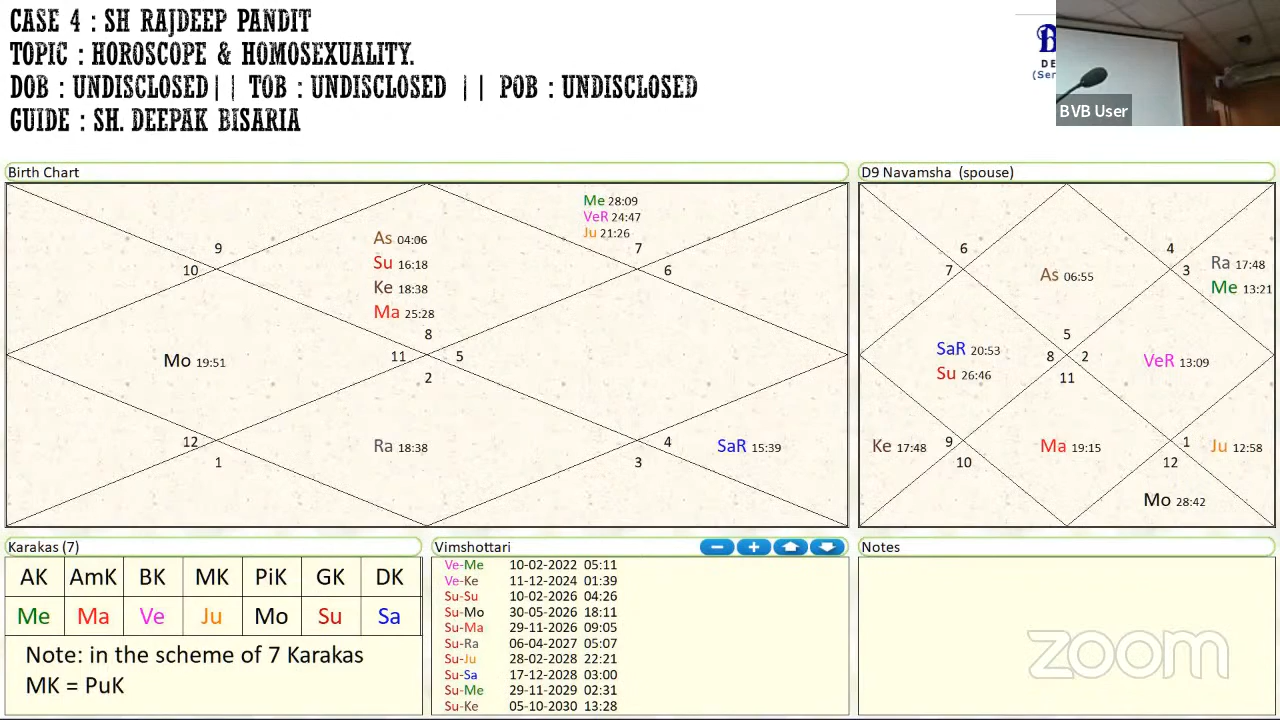 CASE 4 : SH RAJDEEP PANDIT
TOPIC : HOROSCOPE & HOMOSEXUALITY.
DOB : UNDISCLOSED| | TOB : UNDISCLOSED || POB : UNDISCLOSED
GUIDE : SH. DEEPAK BISARIA
BVB User
Birth Chart
Me 28:09
VeR 24:47
Ju 21:26
7
6
As 04:06
Su 16:18
Ke 18:38
Ma 25:28
8
11
5
2
9
10
Mo 19:51
12
1
Ra 18:38
4
3
SaR 15:39
D9 Navamsha (spouse)
6
7
4
3
Ra 17:48
Me 13:21
As 06:55
5
8
2
11
SaR 20:53
Su 26:46
VeR 13:09
Ke 17:48
9
10
Ma 19:15
1
12
Ju 12:58
Mo 28:42
Karakas (7)
AK AmK BK MK PiK GK DK
Me Ma Ve Ju Mo Su Sa
Note: in the scheme of 7 Karakas
MK = PuK
Vimshottari
Ve-Me 10-02-2022 05:11
Ve-Ke 11-12-2024 01:39
Su-Su 10-02-2026 04:26
Su-Mo 30-05-2026 18:11
Su-Ma 29-11-2026 09:05
Su-Ra 06-04-2027 05:07
Su-Ju 28-02-2028 22:21
Su-Sa 17-12-2028 03:00
Su-Me 29-11-2029 02:31
Su-Ke 05-10-2030 13:28
Notes
zoom